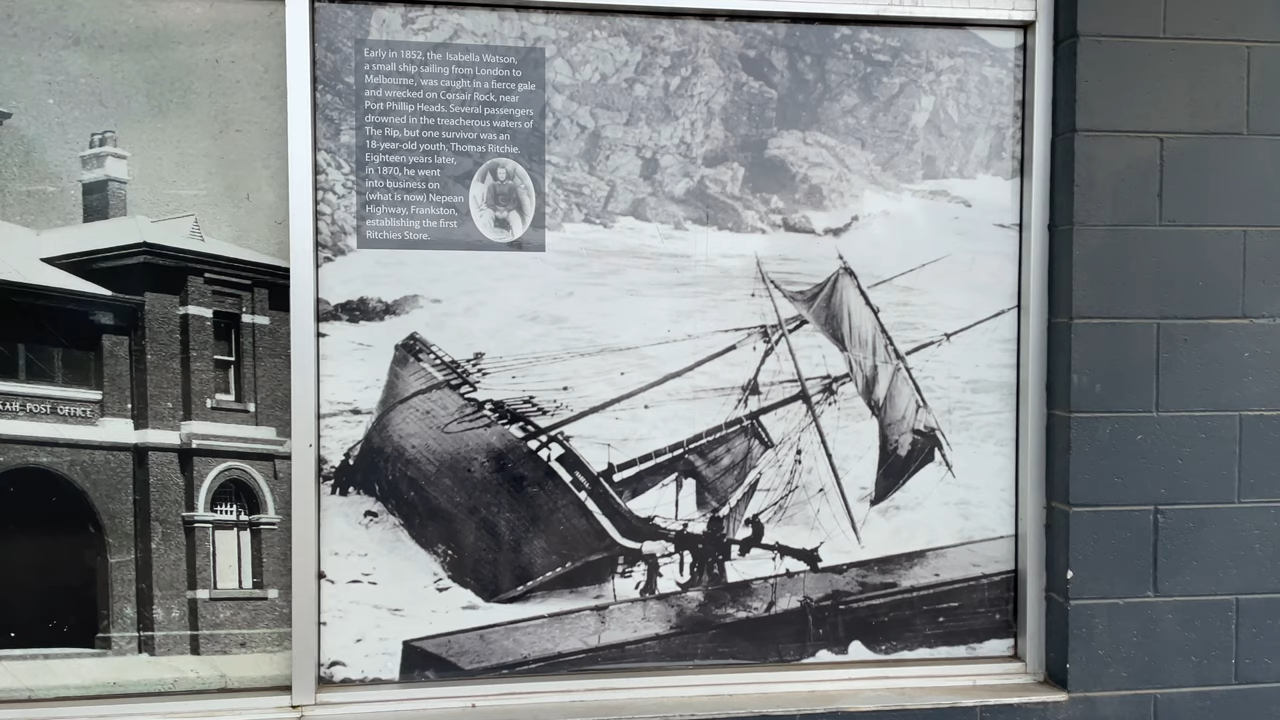 Early in 1852, the Isabella Watson,
a small ship sailing from London to
Melbourne, was caught in a fierce gale
and wrecked on Corsair Rock, near
Port Phillip Heads. Several passengers
drowned in the treacherous waters of
The Rip, but one survivor was an
18-year-old youth, Thomas Ritchie.
Eighteen years later,
in 1870, he went
into business on
(what is now) Nepean
Highway, Frankston,
establishing the first
Ritchies Store.
KAH POST OFFICE